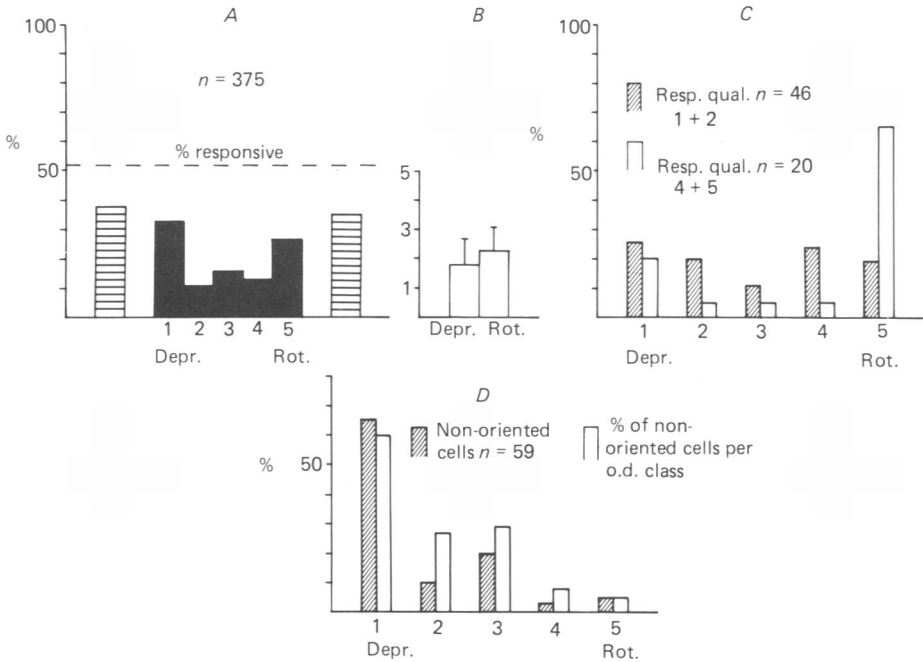 A
100
%
50
n = 375
% responsive
1 2 3 4 5
Depr. Rot.
B
5
3
1
Depr. Rot.
C
100
50
Resp. qual. n = 46
1 + 2
Resp. qual. n = 20
4 + 5
1 2 3 4 5
Depr. Rot.
D
% 50
Non-oriented
cells n = 59
% of non-
oriented cells per
o.d. class
1 2 3 4 5
Depr. Rot.